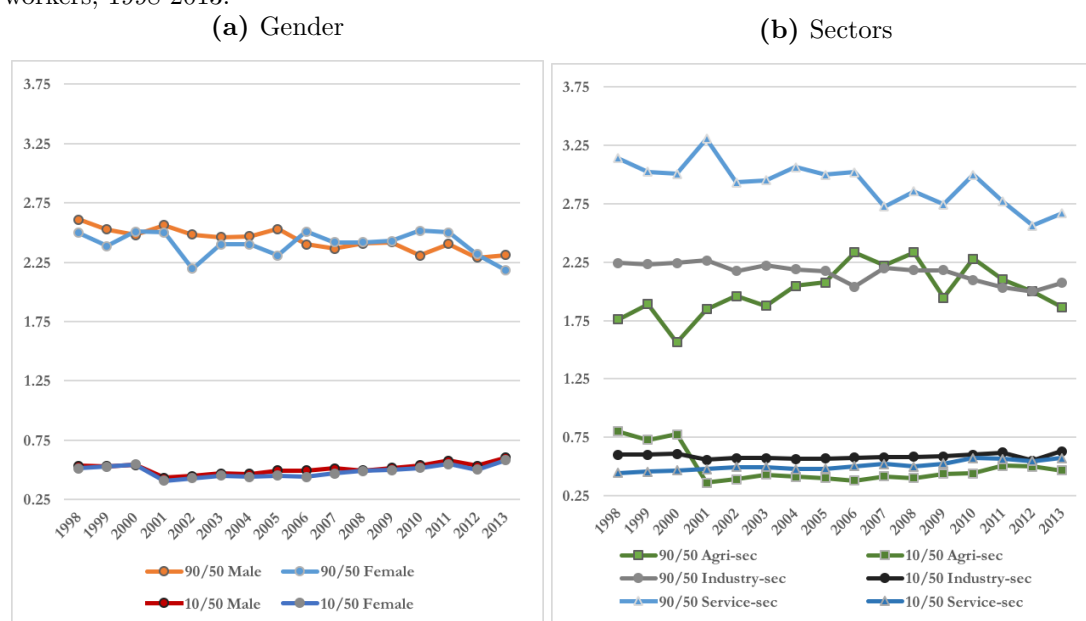 workers, 1998-2013.
(a) Gender
(b) Sectors
3.75
3.25
2.75
2.25
1.75
1.25
0.75
0.25
1998 1999 2000 2001 2002 2003 2004 2005 2006 2007 2008 2009 2010 2011 2012 2013
90/50 Male 90/50 Female
10/50 Male 10/50 Female
3.75
3.25
2.75
2.25
1.75
1.25
0.75
0.25
1998 1999 2000 2001 2002 2003 2004 2005 2006 2007 2008 2009 2010 2011 2012 2013
90/50 Agri-sec 10/50 Agri-sec
90/50 Industry-sec 10/50 Industry-sec
90/50 Service-sec 10/50 Service-sec